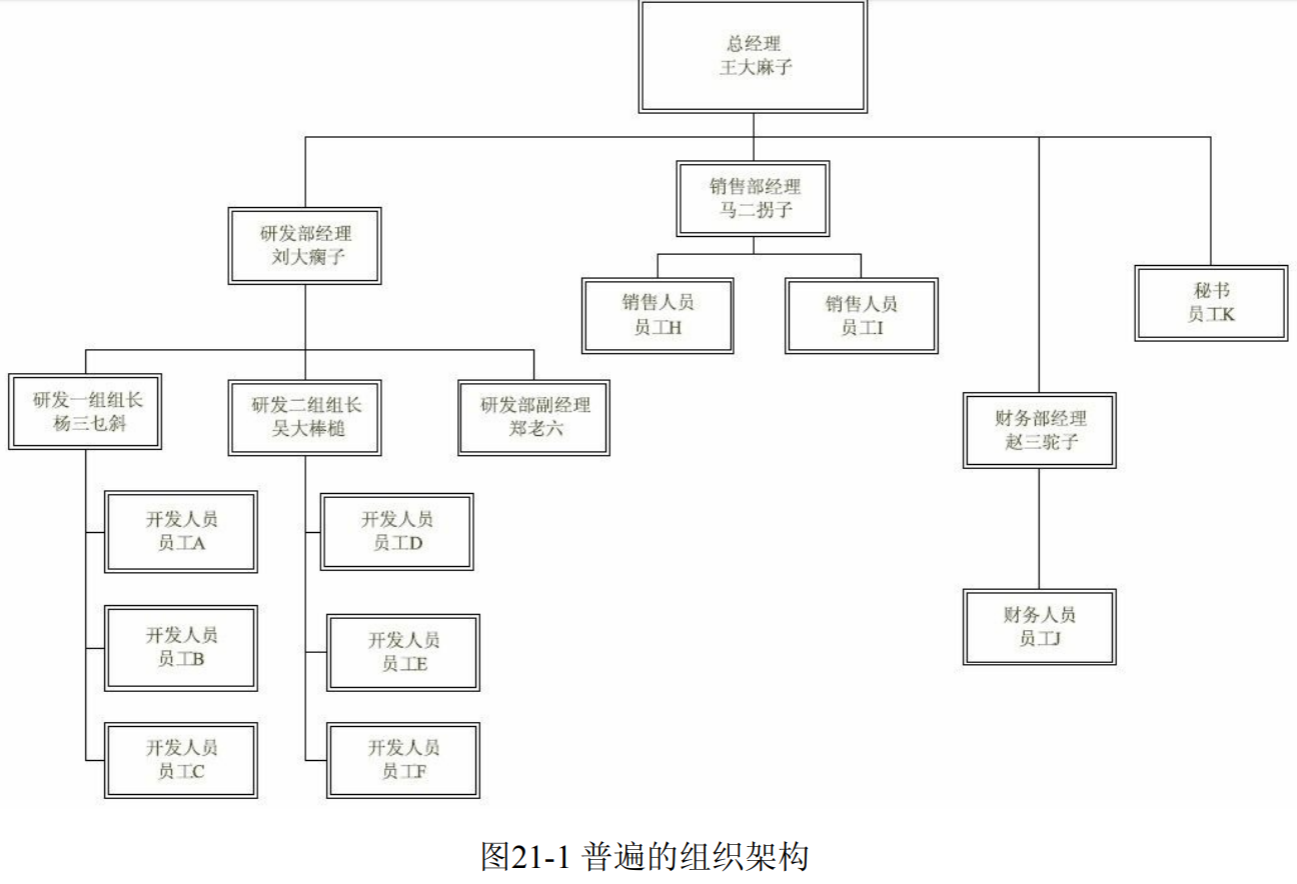 总经理
王大麻子
销售部经理
马二拐子
研发部经理
刘大瘸子
销售人员
员工H
销售人员
员工I
秘书
员工K
研发一组组长
杨三乜斜
研发二组组长
吴大棒槌
研发部副经理
郑老六
财务部经理
赵三驼子
开发人员
员工A
开发人员
员工D
开发人员
员工B
开发人员
员工E
财务人员
员工J
开发人员
员工C
开发人员
员工F
图21-1 普遍的组织架构